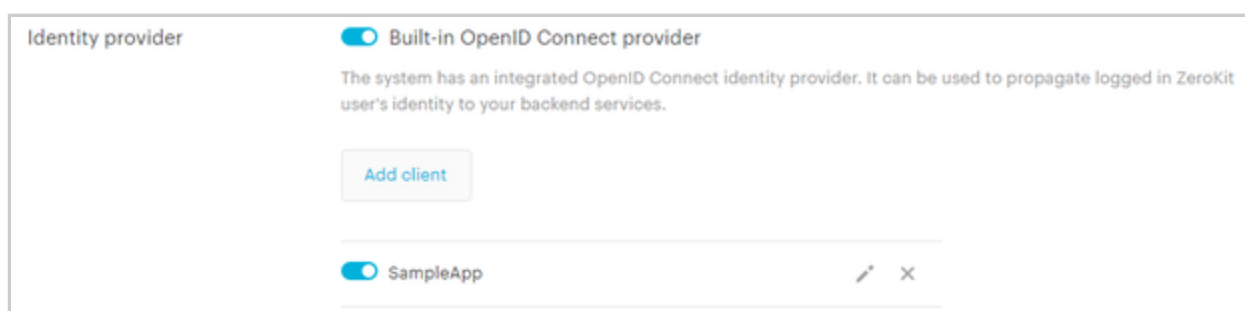 Identity provider
Built-in OpenID Connect provider
The system has an integrated OpenID Connect identity provider. It can be used to propagate logged in ZeroKit
user's identity to your backend services.
Add client
SampleApp